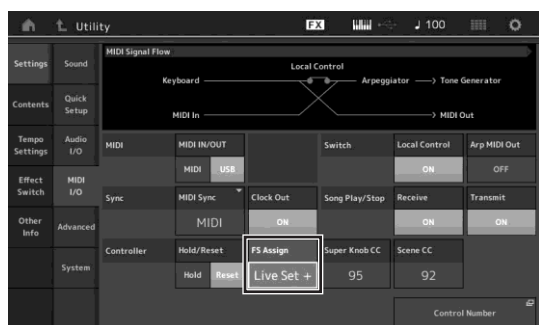 Utility
FX
♩ 100
Settings
Sound
Contents
Quick Setup
Tempo Settings
Audio I/O
Effect Switch
MIDI I/O
Other Info
Advanced
System
MIDI Signal Flow
Local Control
Keyboard
Arpeggiator
Tone Generator
MIDI In
MIDI Out
MIDI
MIDI IN/OUT
MIDI
USB
Switch
Local Control
ON
Arp MIDI Out
OFF
Sync
MIDI Sync
MIDI
Clock Out
ON
Song Play/Stop
Receive
ON
Transmit
ON
Controller
Hold/Reset
Hold
Reset
FS Assign
Live Set +
Super Knob CC
95
Scene CC
92
Control Number